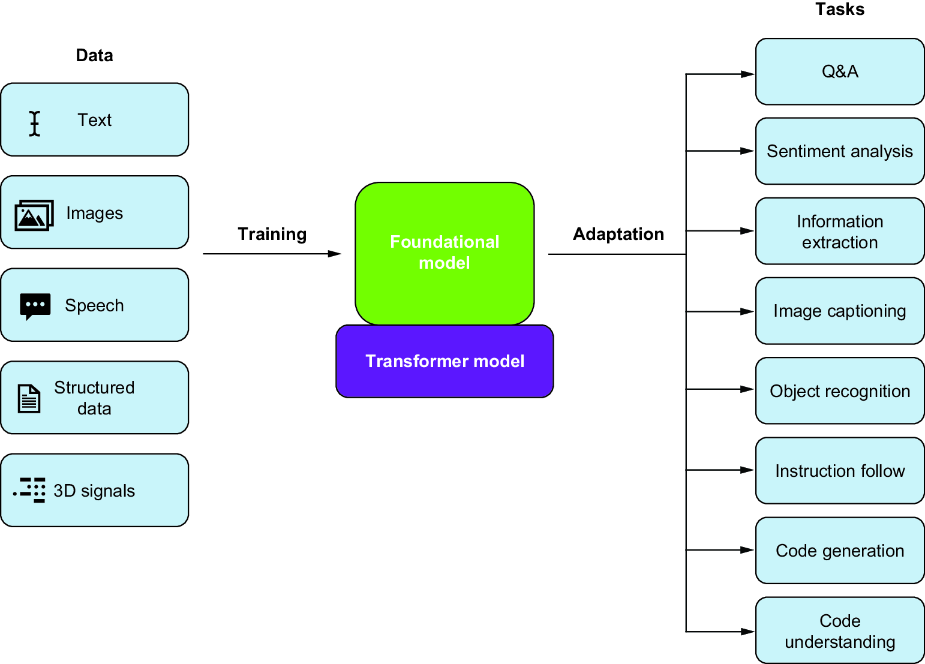 Tasks
Data
Text
Images
Speech
Structured
data
3D signals
Training
Foundational
model
Transformer model
Adaptation
Q&A
Sentiment analysis
Information
extraction
Image captioning
Object recognition
Instruction follow
Code generation
Code
understanding